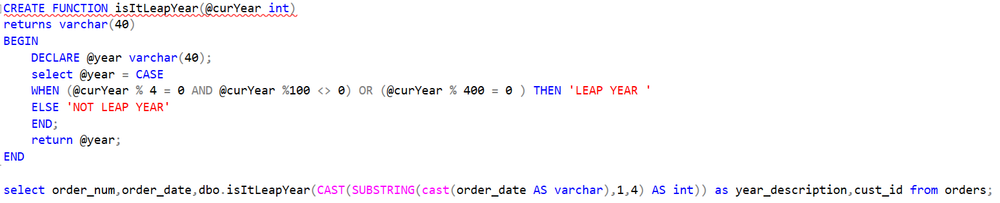 CREATE FUNCTION isItLeapYear(@curYear int)
returns varchar(40)
BEGIN
    DECLARE @year varchar(40);
    select @year = CASE
    WHEN (@curYear % 4 = 0 AND @curYear %100 <> 0) OR (@curYear % 400 = 0 ) THEN 'LEAP YEAR '
    ELSE 'NOT LEAP YEAR'
    END;
    return @year;
END
select order_num,order_date,dbo.isItLeapYear(CAST(SUBSTRING(cast(order_date AS varchar),1,4) AS int)) as year_description,cust_id from orders;